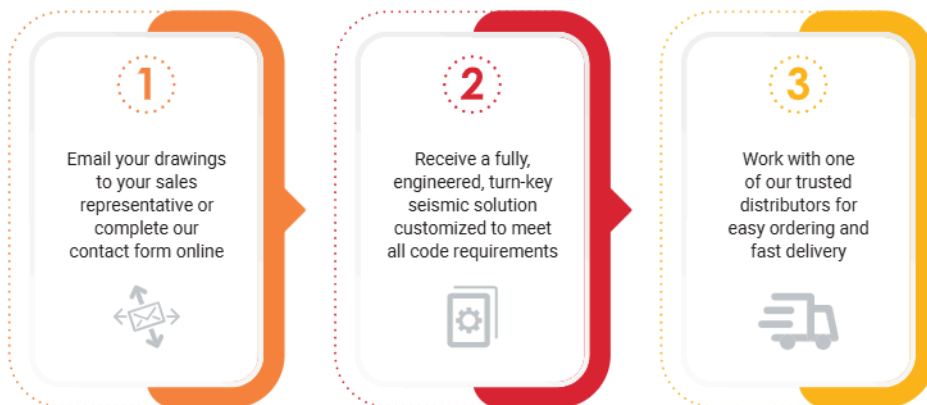 1
Email your drawings
to your sales
representative or
complete our
contact form online
2
Receive a fully,
engineered, turn-key
seismic solution
customized to meet
all code requirements
3
Work with one
of our trusted
distributors for
easy ordering and
fast delivery